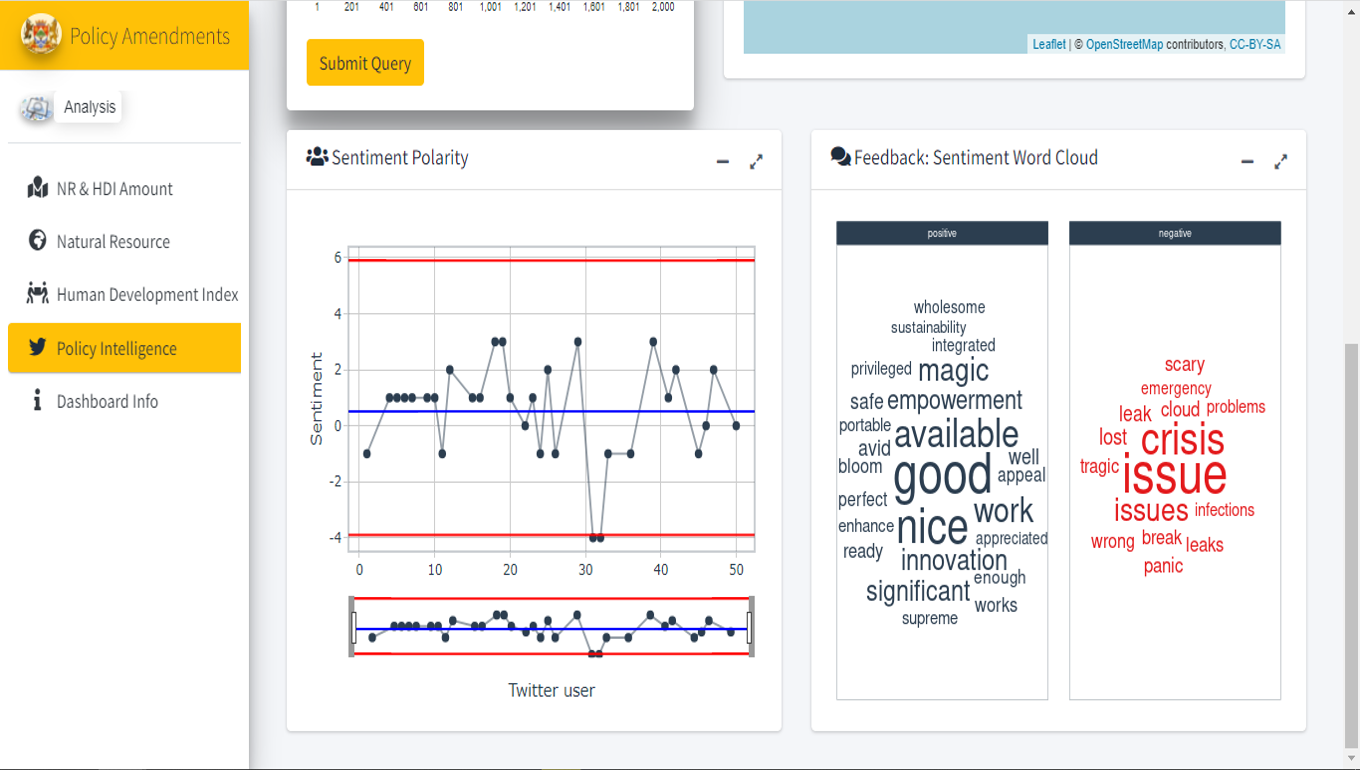 Policy Amendments
Analysis
NR & HDI Amount
Natural Resource
Human Development Index
Policy Intelligence
Dashboard Info
1 201 401 601 801 1,001 1,201 1,401 1,601 1,801 2,000
Submit Query
Leaflet | © OpenStreetMap contributors, CC-BY-SA
Sentiment Polarity
6
4
2
0
-2
-4
Sentiment
0 10 20 30 40 50
Twitter user
Feedback: Sentiment Word Cloud
positive
wholesome
sustainability
integrated
privileged magic
safe empowerment
portable available
avid
bloom good well
appeal
perfect
enhance nice work
appreciated
ready innovation
enough
significant
works
supreme
negative
scary
emergency
leak cloud problems
lost crisis
tragic issue
issues infections
wrong break leaks
panic